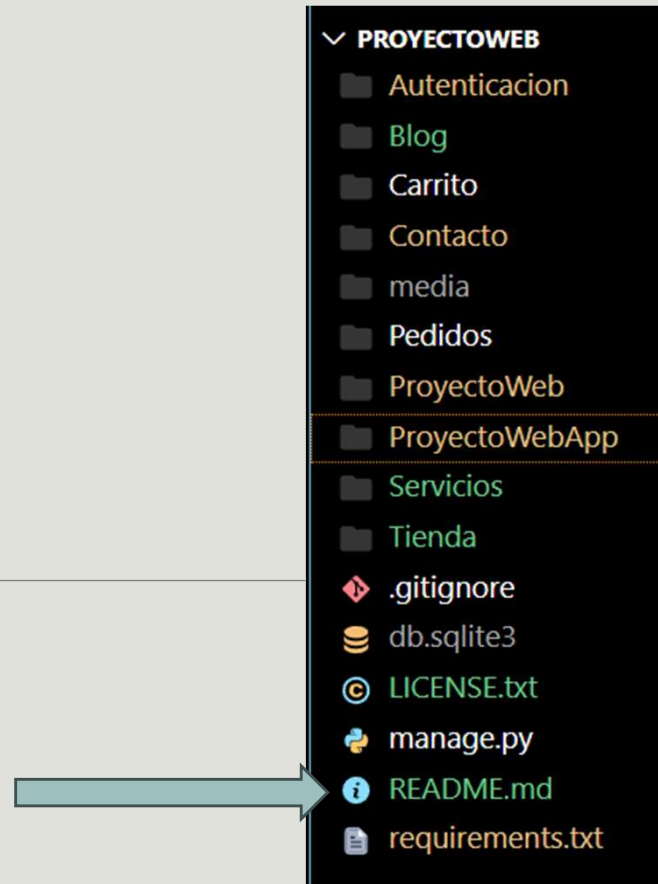 PROYECTOWEB
Autenticacion
Blog
Carrito
Contacto
media
Pedidos
ProyectoWeb
ProyectoWebApp
Servicios
Tienda
.gitignore
db.sqlite3
LICENSE.txt
manage.py
README.md
requirements.txt